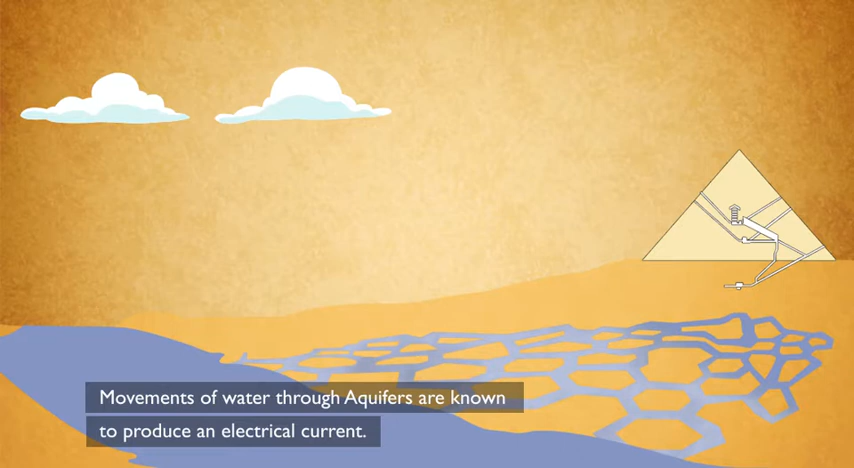 Movements of water through Aquifers are known
to produce an electrical current.